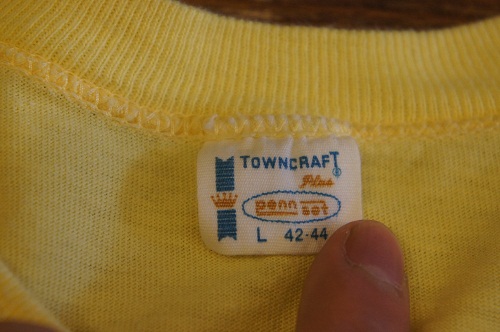 TOWNCRAFT®
Plus
penn
set
L 42-44